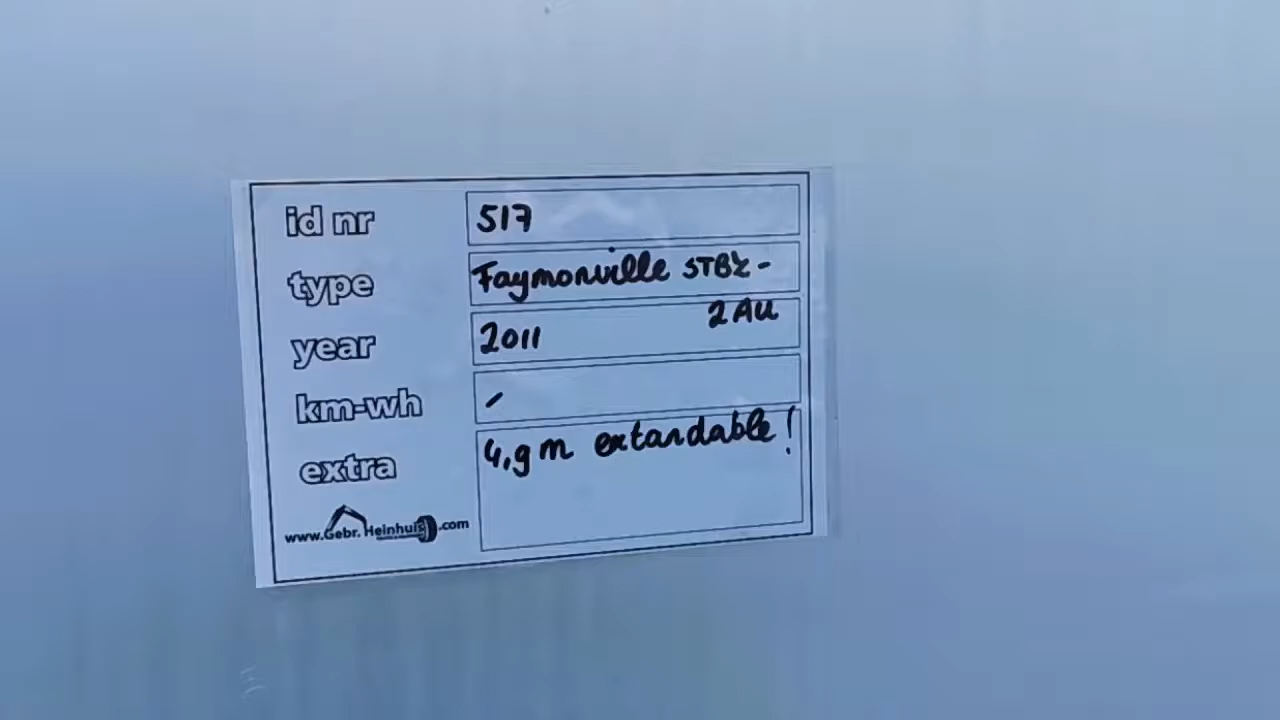 id nr 517
type Faymonville STBZ -
2AU
year 2011
km-wh -
extra 4,9m extandable!
www.Gebr.Heinhuis.com